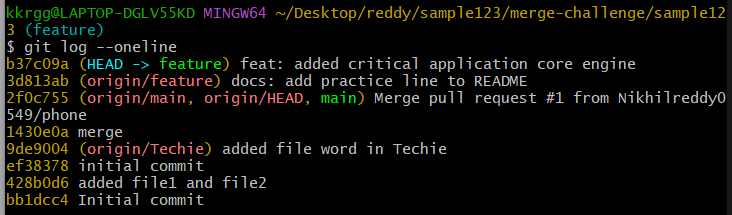 kkrgg@LAPTOP-DGLV55KD MINGW64 ~/Desktop/reddy/sample123/merge-challenge/sample12
3 (feature)
$ git log --oneline
b37c09a (HEAD -> feature) feat: added critical application core engine
3d813ab (origin/feature) docs: add practice line to README
2f0c755 (origin/main, origin/HEAD, main) Merge pull request #1 from Nikhilreddy0
549/phone
1430e0a merge
9de9004 (origin/Techie) added file word in Techie
ef38378 initial commit
428b0d6 added file1 and file2
bb1dcc4 Initial commit